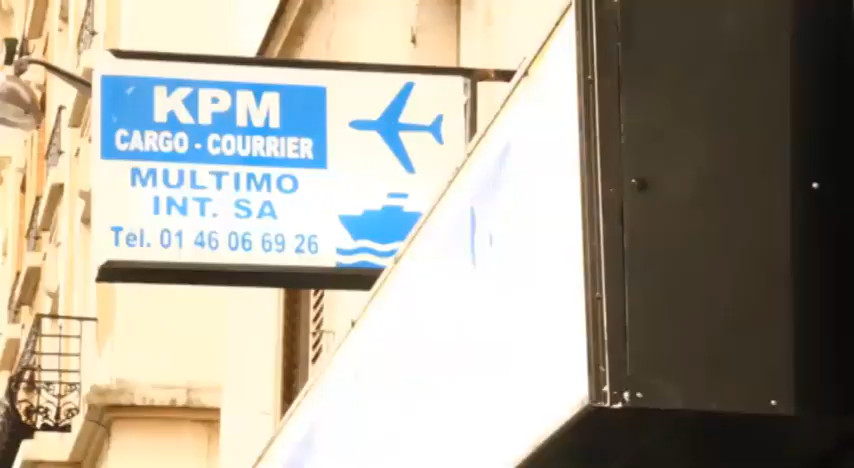 KPM
CARGO - COURRIER
MULTIMO
INT. SA
Tel. 01 46 06 69 26